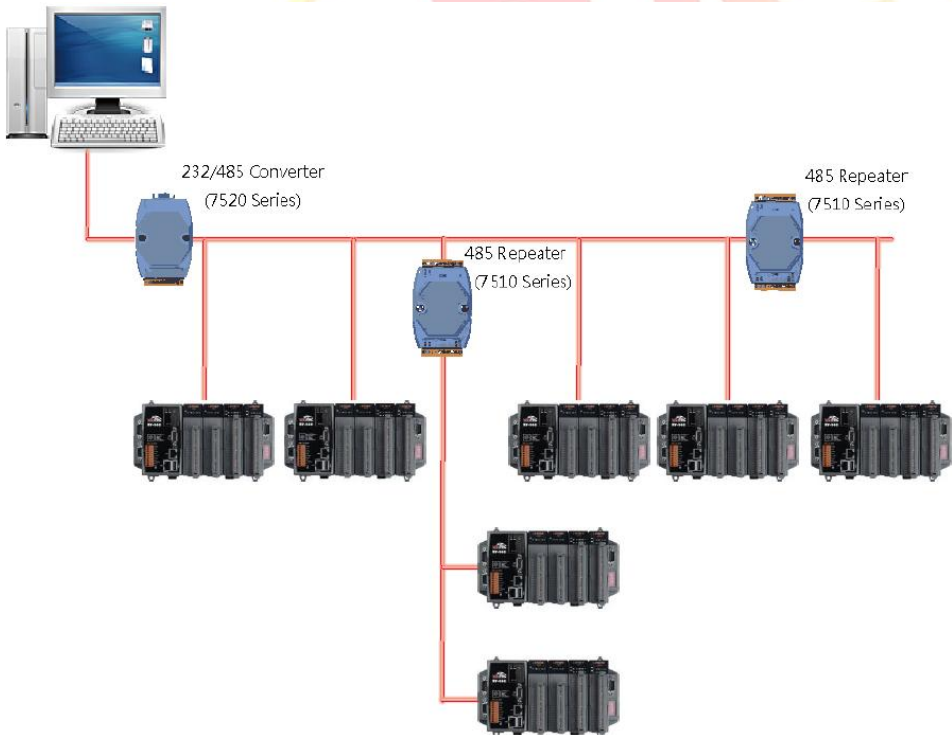 232/485 Converter
(7520 Series)
485 Repeater
(7510 Series)
485 Repeater
(7510 Series)